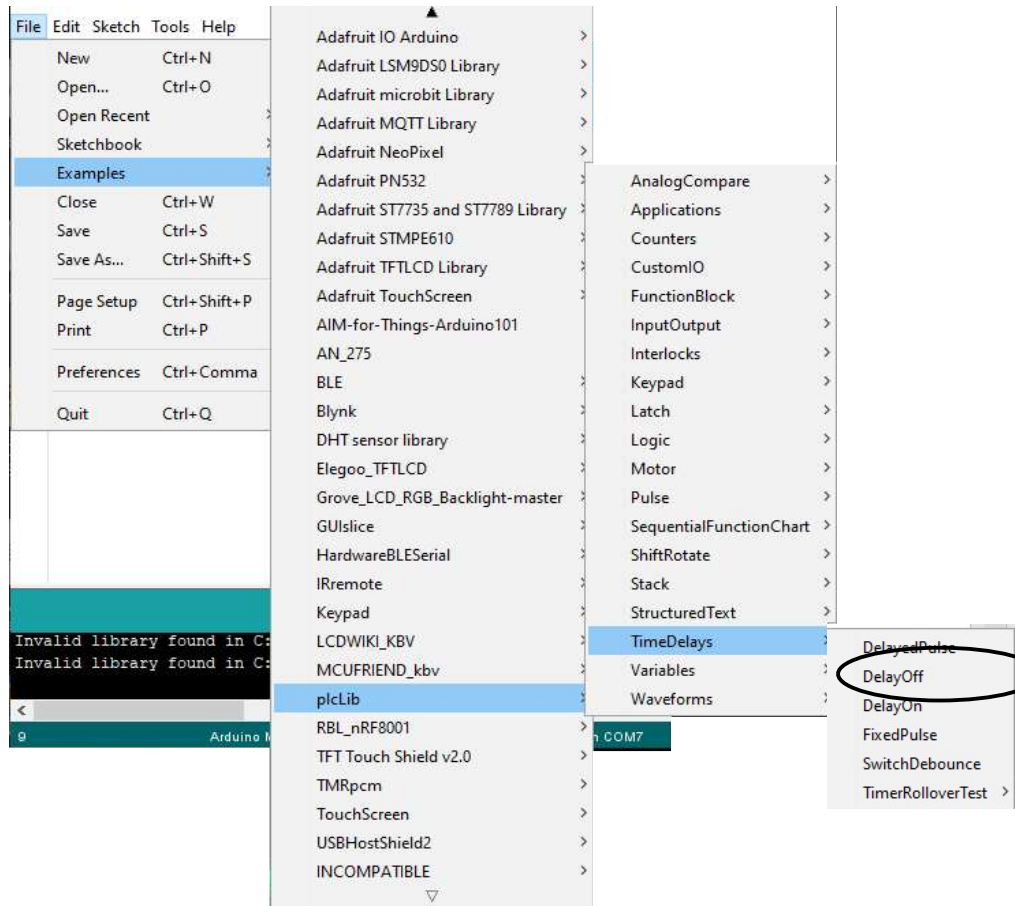 File Edit Sketch Tools Help
New Ctrl+N
Open... Ctrl+O
Open Recent >
Sketchbook >
Examples >
Close Ctrl+W
Save Ctrl+S
Save As... Ctrl+Shift+S
Page Setup Ctrl+Shift+P
Print Ctrl+P
Preferences Ctrl+Comma
Quit Ctrl+Q
Invalid library found in C:
Invalid library found in C:
9 Arduino
Adafruit IO Arduino >
Adafruit LSM9DS0 Library >
Adafruit microbit Library >
Adafruit MQTT Library >
Adafruit NeoPixel >
Adafruit PN532 >
Adafruit ST7735 and ST7789 Library >
Adafruit STMPE610 >
Adafruit TFTLCD Library >
Adafruit TouchScreen >
AIM-for-Things-Arduino101
AN_275
BLE >
Blynk >
DHT sensor library >
Elegoo_TFTLCD >
Grove_LCD_RGB_Backlight-master >
GUIslice >
HardwareBLESerial >
IRremote >
Keypad >
LCDWIKI_KBV >
MCUFRIEND_kbv >
plcLib >
RBL_nRF8001 >
TFT Touch Shield v2.0 >
TMRpcm >
TouchScreen >
USBHostShield2 >
INCOMPATIBLE >
AnalogCompare >
Applications >
Counters >
CustomIO >
FunctionBlock >
InputOutput >
Interlocks >
Keypad >
Latch >
Logic >
Motor >
Pulse >
SequentialFunctionChart >
ShiftRotate >
Stack >
StructuredText >
TimeDelays >
Variables >
Waveforms >
COM7
DelayedPulse
DelayOff
DelayOn
FixedPulse
SwitchDebounce
TimerRolloverTest >